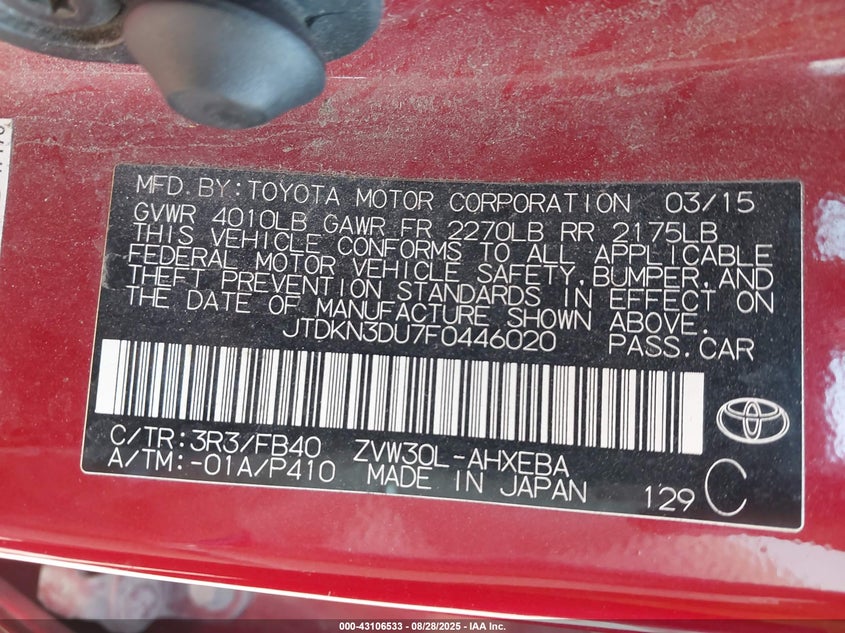 MFD.BY:TOYOTA MOTOR CORPORATION 03/15
GVWR 4010LB GAWR FR 2270LB RR 2175LB
THIS VEHICLE CONFORMS TO ALL APPLICABLE
FEDERAL MOTOR VEHICLE SAFETY,BUMPER,AND
THEFT PREVENTION STANDARDS IN EFFECT ON
THE DATE OF MANUFACTURE SHOWN ABOVE.
JTDKN3DU7F0446020 PASS.CAR
C/TR:3R3/FB40 ZVW30L-AHXEBA
A/TM:-01A/P410 MADE IN JAPAN 129 C
000-43106533 - 08/28/2025 - IAA Inc.